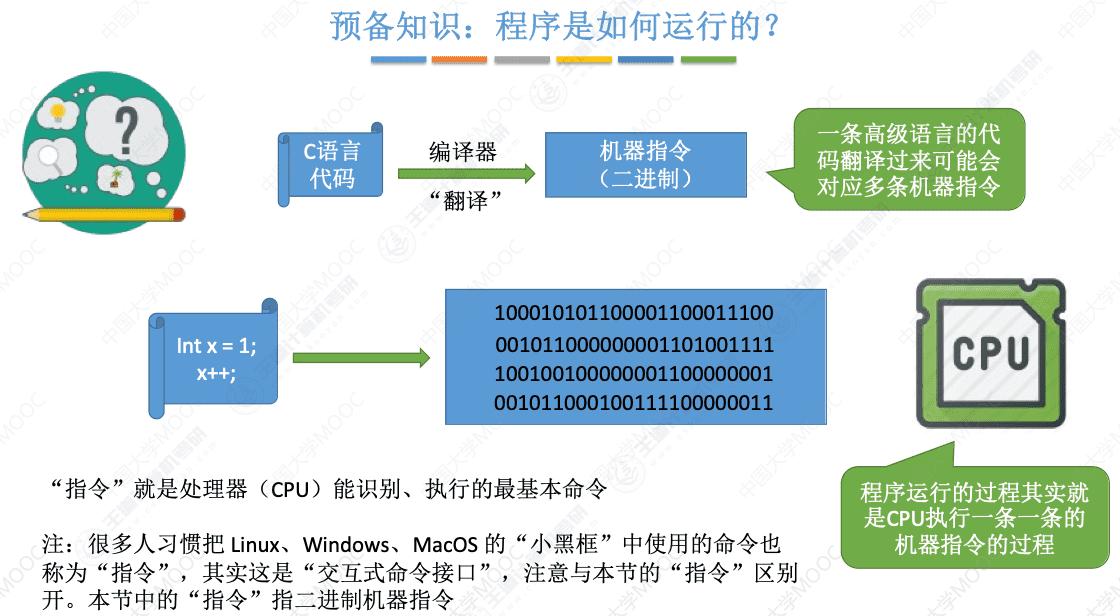 预备知识：程序是如何运行的？
C语言
代码
编译器
“翻译”
机器指令
（二进制）
一条高级语言的代
码翻译过来可能会
对应多条机器指令
Int x = 1;
x++;
100010101100001100011100
001011000000001101001111
100100100000001100000001
001011000100111100000011
CPU
“指令”就是处理器（CPU）能识别、执行的最基本命令
程序运行的过程其实就
是CPU执行一条一条的
机器指令的过程
注：很多人习惯把 Linux、Windows、MacOS 的“小黑框”中使用的命令也
称为“指令”，其实这是“交互式命令接口”，注意与本节的“指令”区别
开。本节中的“指令”指二进制机器指令